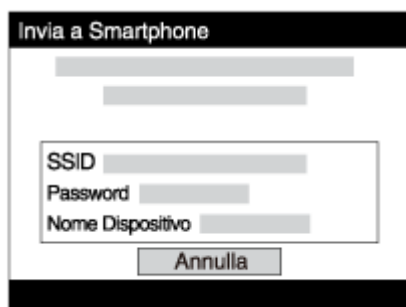 Invia a Smartphone
SSID
Password
Nome Dispositivo
Annulla